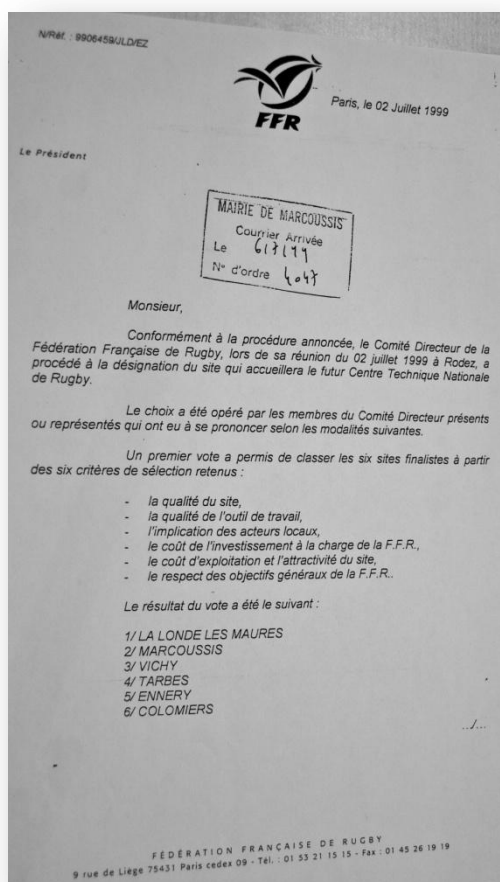 N/Réf. : 9906459/JLD/EZ
FFR
Paris, le 02 Juillet 1999
Le Président
MAIRIE DE MARCOUSSIS
Courrier Arrivée
Le 6/7/99
N° d'ordre 4047
Monsieur,
Conformément à la procédure annoncée, le Comité Directeur de la
Fédération Française de Rugby, lors de sa réunion du 02 juillet 1999 à Rodez, a
procédé à la désignation du site qui accueillera le futur Centre Technique Nationale
de Rugby.
Le choix a été opéré par les membres du Comité Directeur présents
ou représentés qui ont eu à se prononcer selon les modalités suivantes.
Un premier vote a permis de classer les six sites finalistes à partir
des six critères de sélection retenus :
- la qualité du site,
- la qualité de l'outil de travail,
- l'implication des acteurs locaux,
- le coût de l'investissement à la charge de la F.F.R.,
- le coût d'exploitation et l'attractivité du site,
- le respect des objectifs généraux de la F.F.R..
Le résultat du vote a été le suivant :
1/ LA LONDE LES MAURES
2/ MARCOUSSIS
3/ VICHY
4/ TARBES
5/ ENNERY
6/ COLOMIERS
../...
FÉDÉRATION FRANÇAISE DE RUGBY
9 rue de Liège 75431 Paris cedex 09 - Tél. : 01 53 21 15 15 - Fax : 01 45 26 19 19